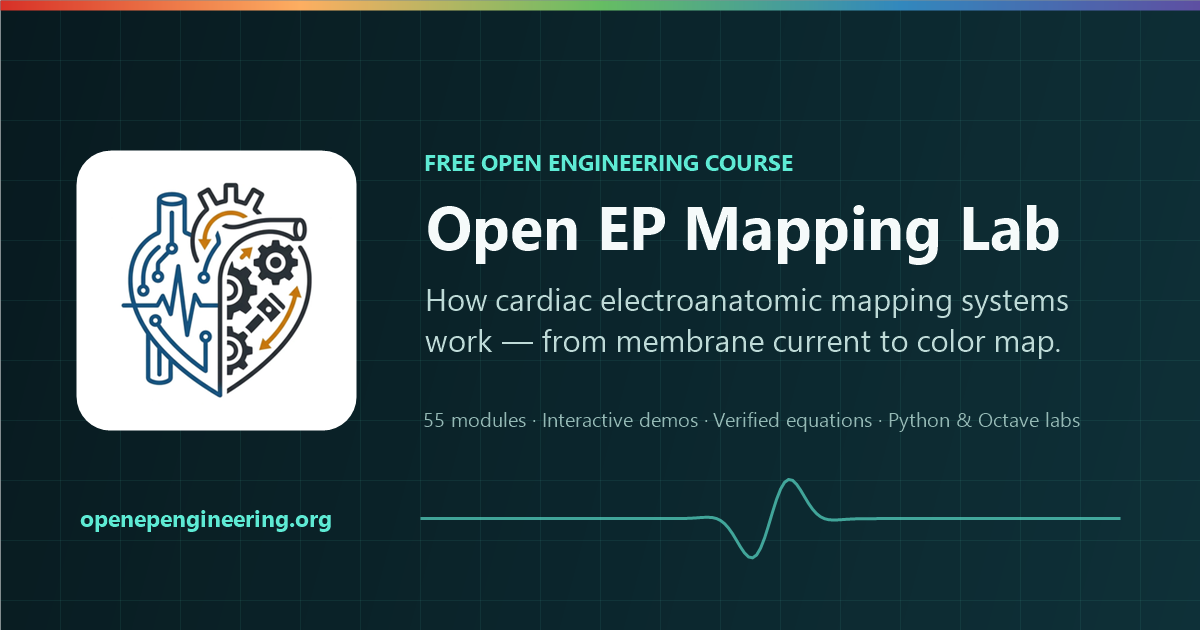 FREE OPEN ENGINEERING COURSE
Open EP Mapping Lab
How cardiac electroanatomic mapping systems
work — from membrane current to color map.
55 modules · Interactive demos · Verified equations · Python & Octave labs
openepengineering.org